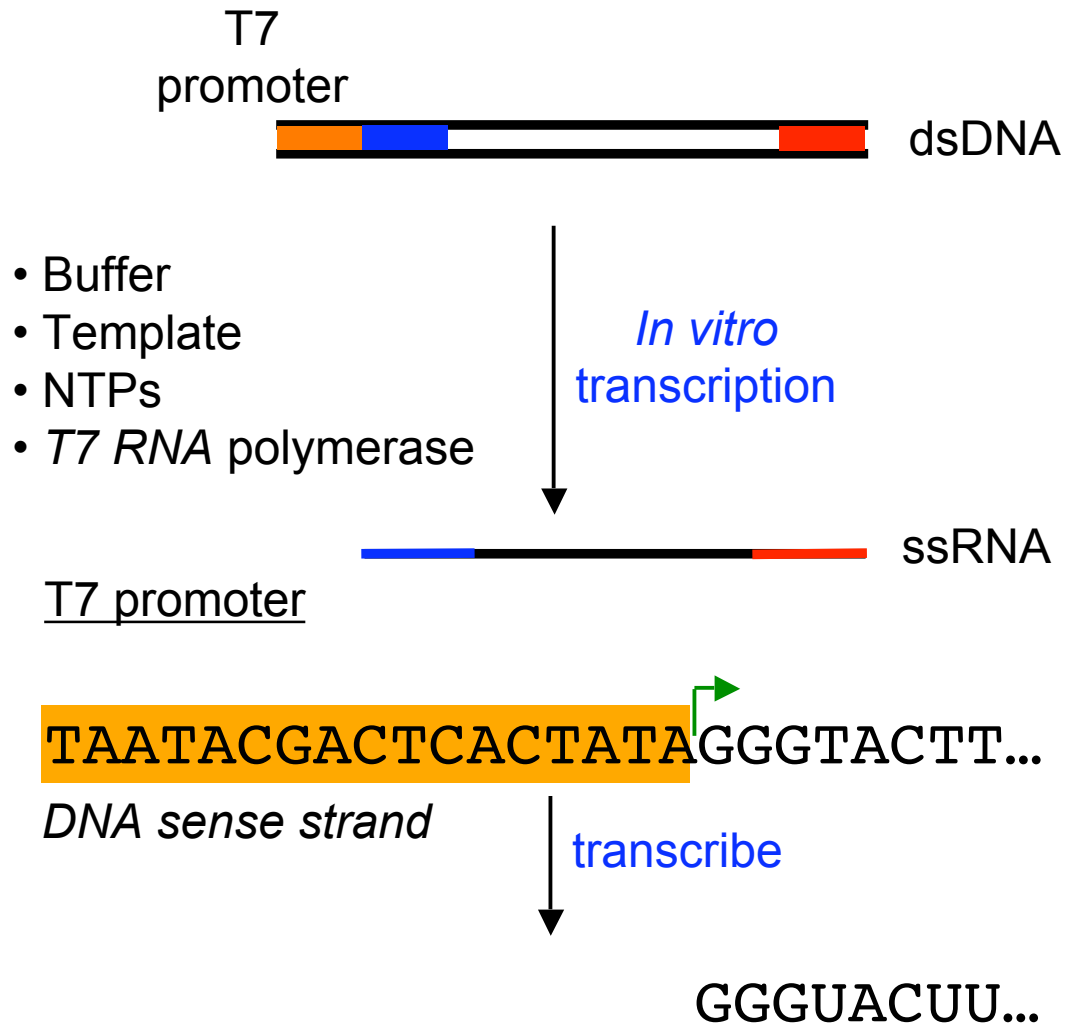 T7
promoter
dsDNA
• Buffer
• Template
• NTPs
• T7 RNA polymerase
In vitro
transcription
ssRNA
T7 promoter
TAATACGACTCACTATAGGGTACTT...
DNA sense strand
transcribe
GGGUACUU...